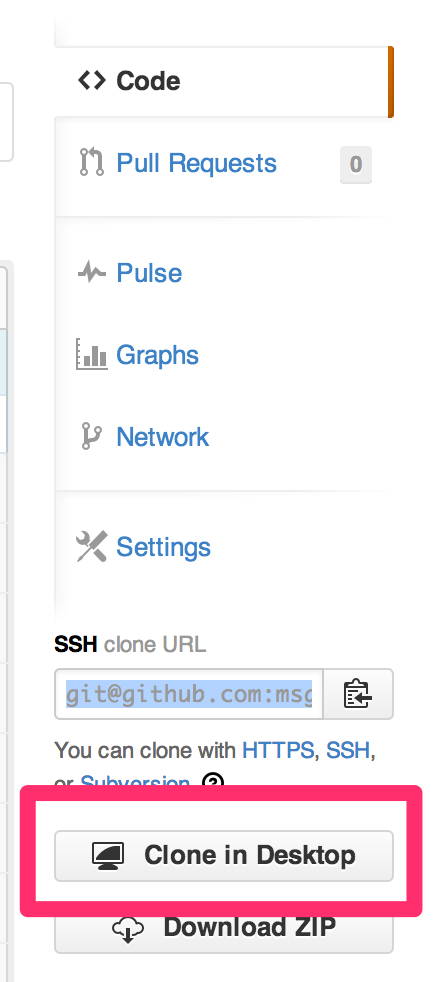 Code
Pull Requests 0
Pulse
Graphs
Network
Settings
SSH clone URL
git@github.com:msg
You can clone with HTTPS, SSH,
or Subversion.
Clone in Desktop
Download ZIP